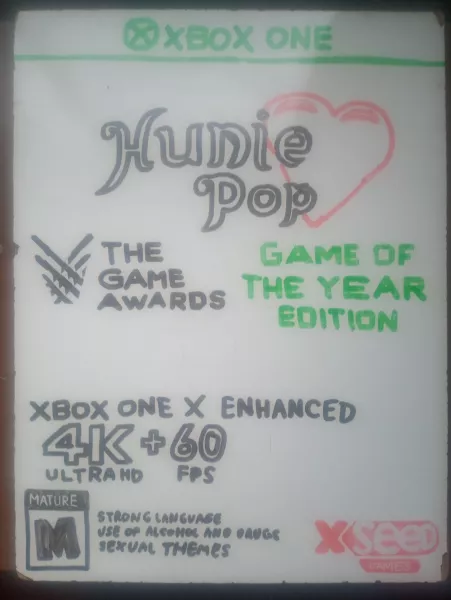 XBOX ONE
Hunie
Pop
THE
GAME
AWARDS
GAME OF
THE YEAR
EDITION
XBOX ONE X ENHANCED
4K + 60
ULTRA HD FPS
MATURE
M
STRONG LANGUAGE
USE OF ALCOHOL AND DRUGS
SEXUAL THEMES
XSEED
GAMES